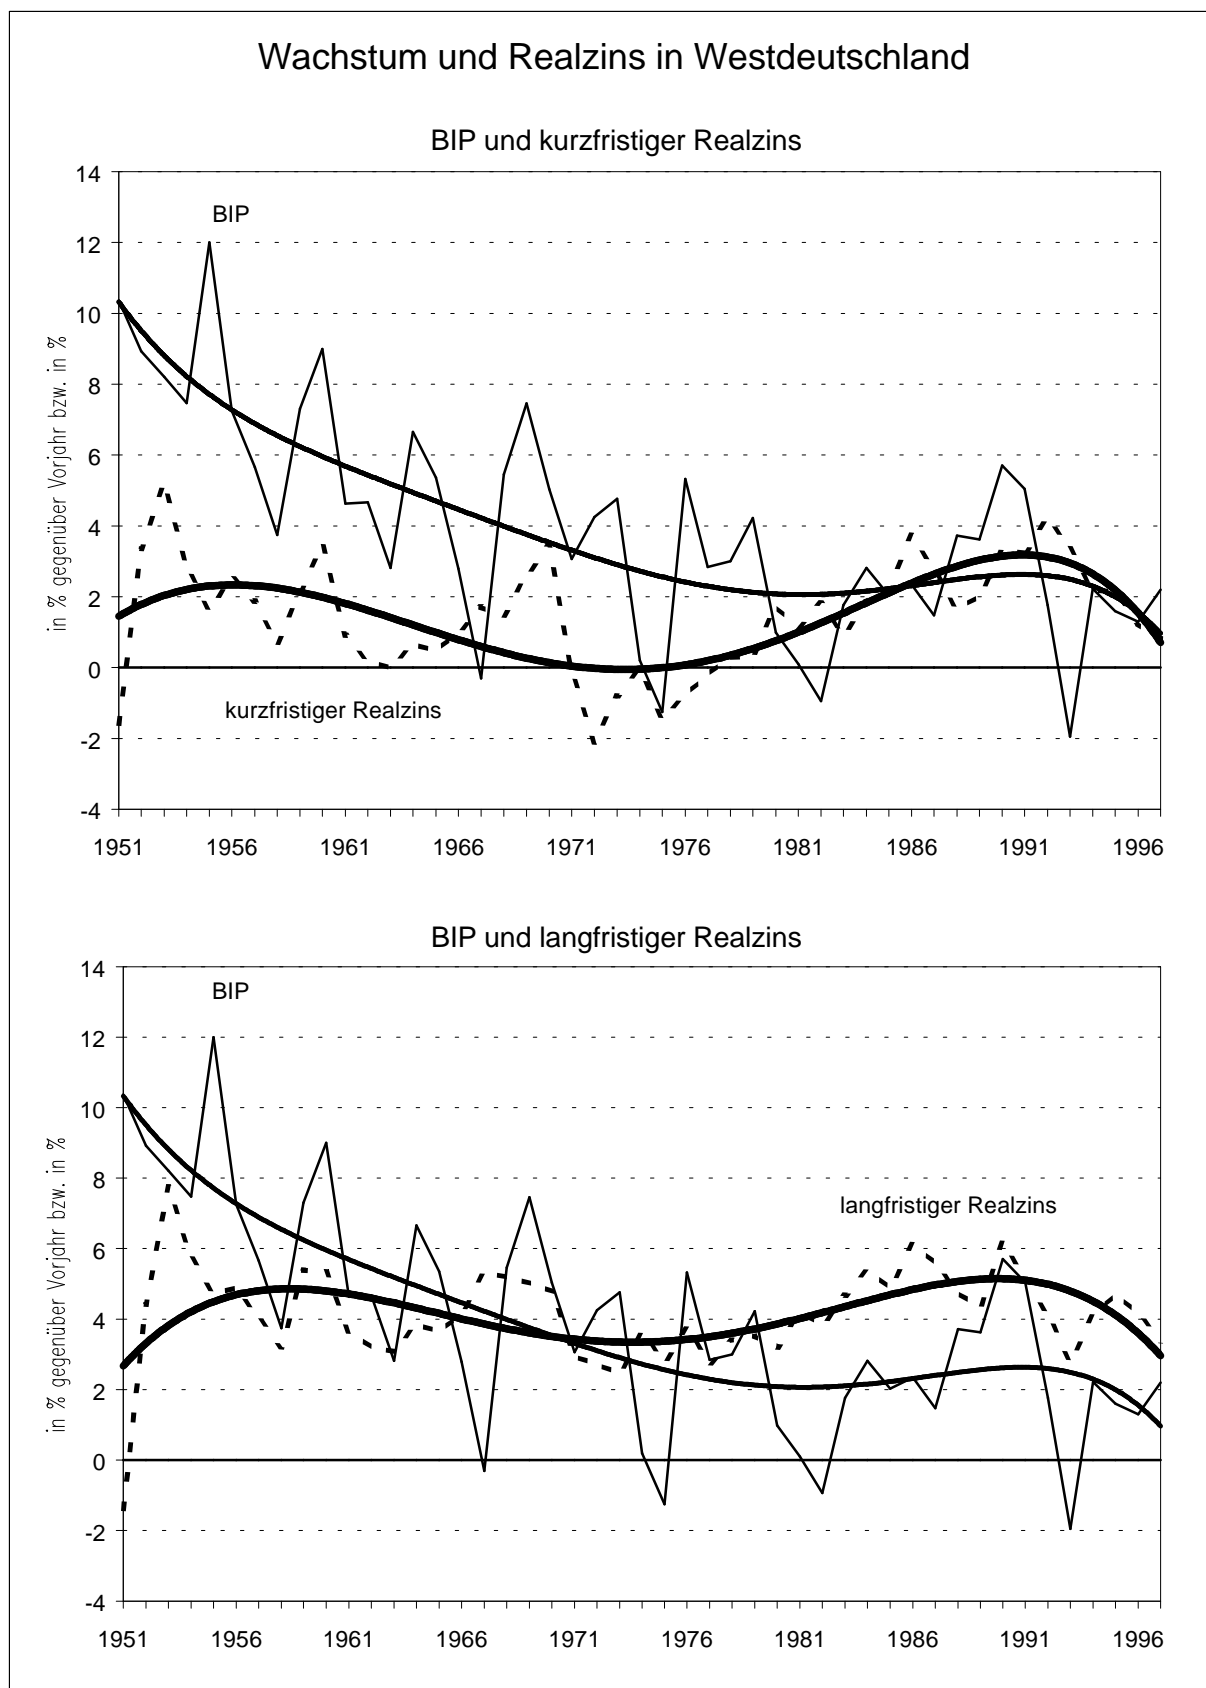 Wachstum und Realzins in Westdeutschland
BIP und kurzfristiger Realzins
in % gegenüber Vorjahr bzw. in %
14
12
10
8
6
4
2
0
-2
-4
BIP
kurzfristiger Realzins
1951 1956 1961 1966 1971 1976 1981 1986 1991 1996
BIP und langfristiger Realzins
in % gegenüber Vorjahr bzw. in %
14
12
10
8
6
4
2
0
-2
-4
BIP
langfristiger Realzins
1951 1956 1961 1966 1971 1976 1981 1986 1991 1996